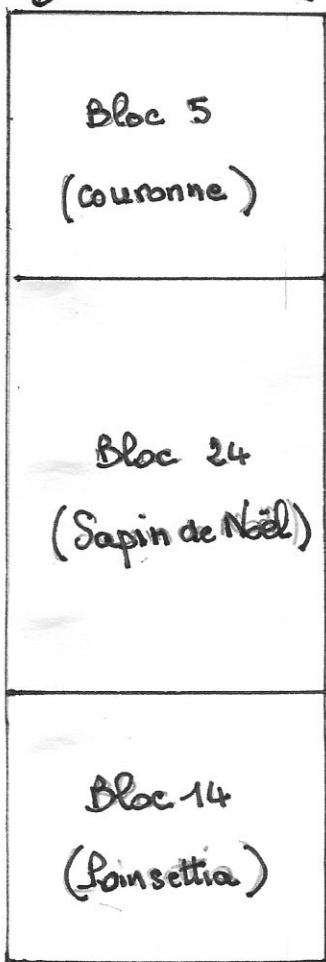 Bloc 5
(couronne)
Bloc 24
(Sapin de Noël)
Bloc 14
(Poinsettia)